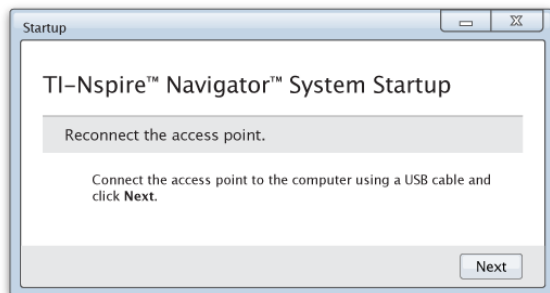 Startup
TI-Nspire™ Navigator™ System Startup
Reconnect the access point.
Connect the access point to the computer using a USB cable and
click Next.
Next